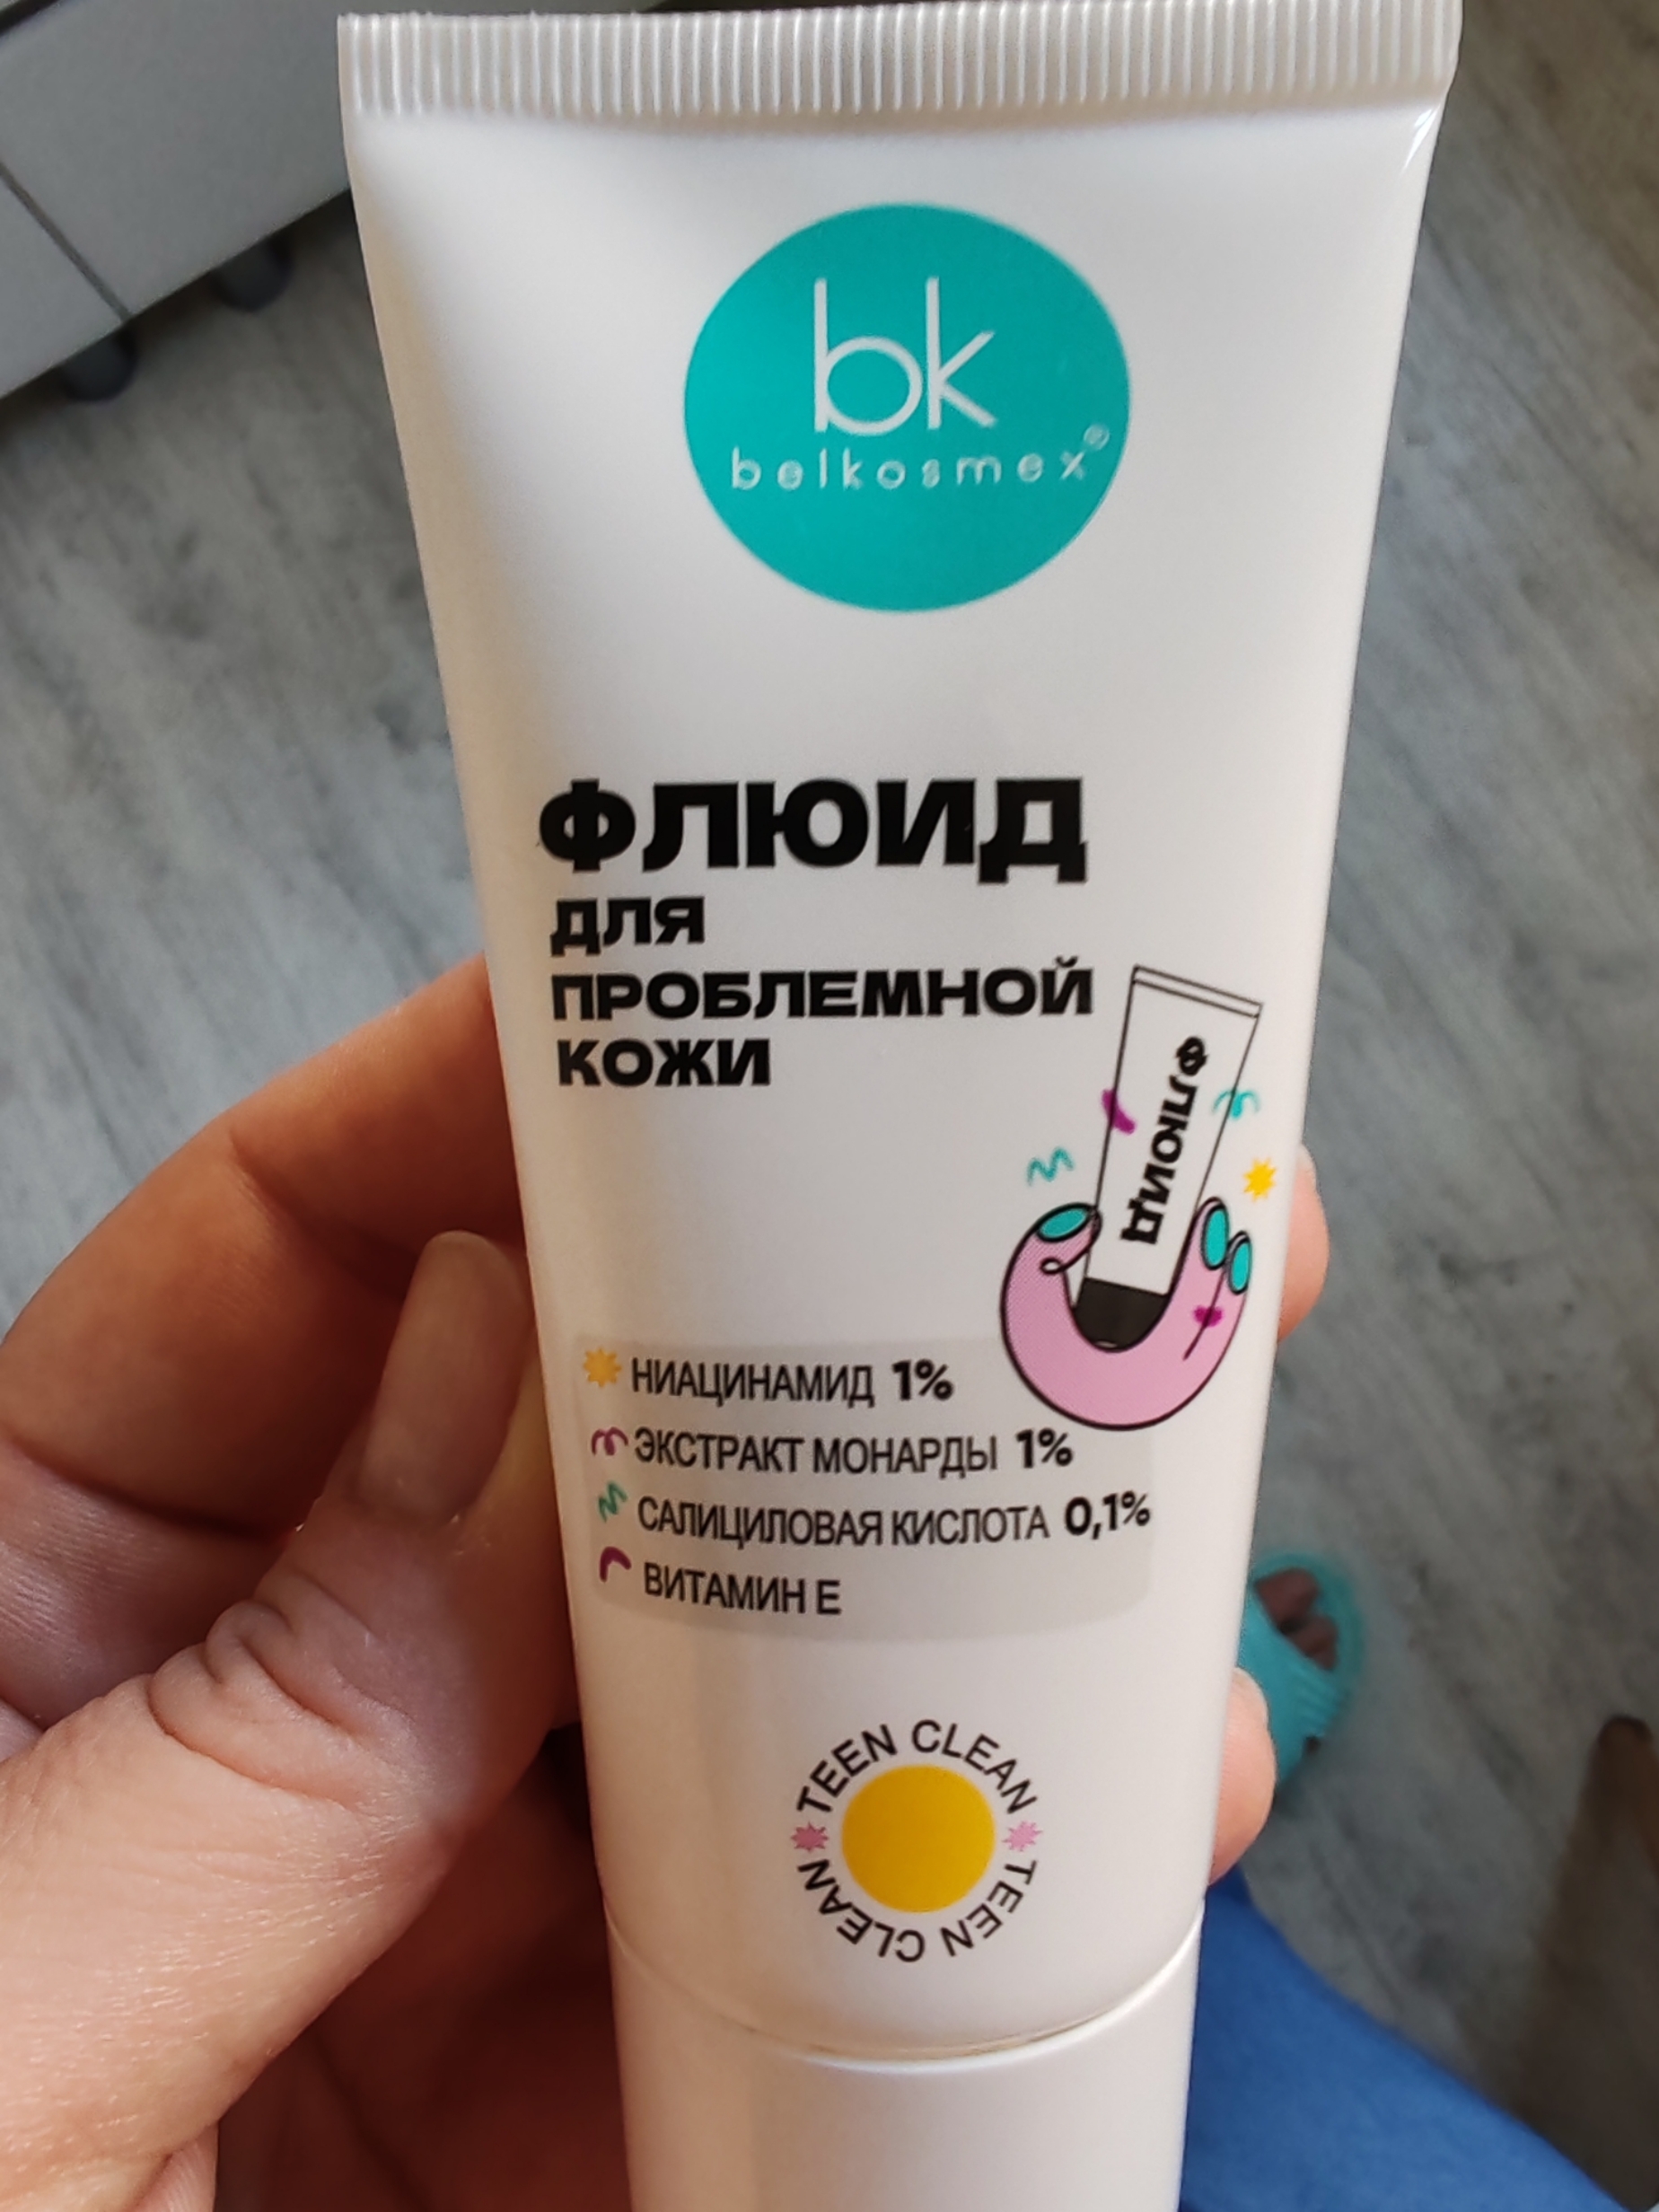 bk
belkosmex®
ФЛЮИД
ДЛЯ
ПРОБЛЕМНОЙ
КОЖИ
ФЛЮИД
НИАЦИНАМИД 1%
ЭКСТРАКТ МОНАРДЫ 1%
САЛИЦИЛОВАЯ КИСЛОТА 0,1%
ВИТАМИН Е
TEEN CLEAN
TEEN CLEAN